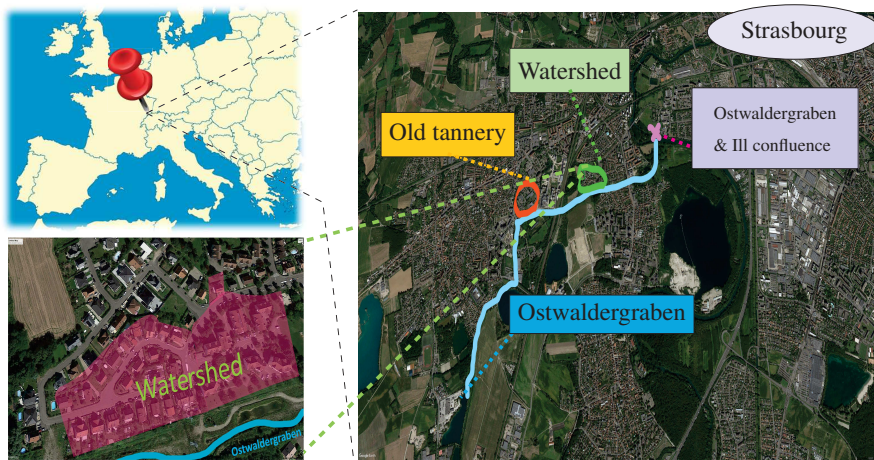 Strasbourg
Watershed
Ostwaldergraben
& Ill confluence
Old tannery
Ostwaldergraben
Watershed
Ostwaldergraben